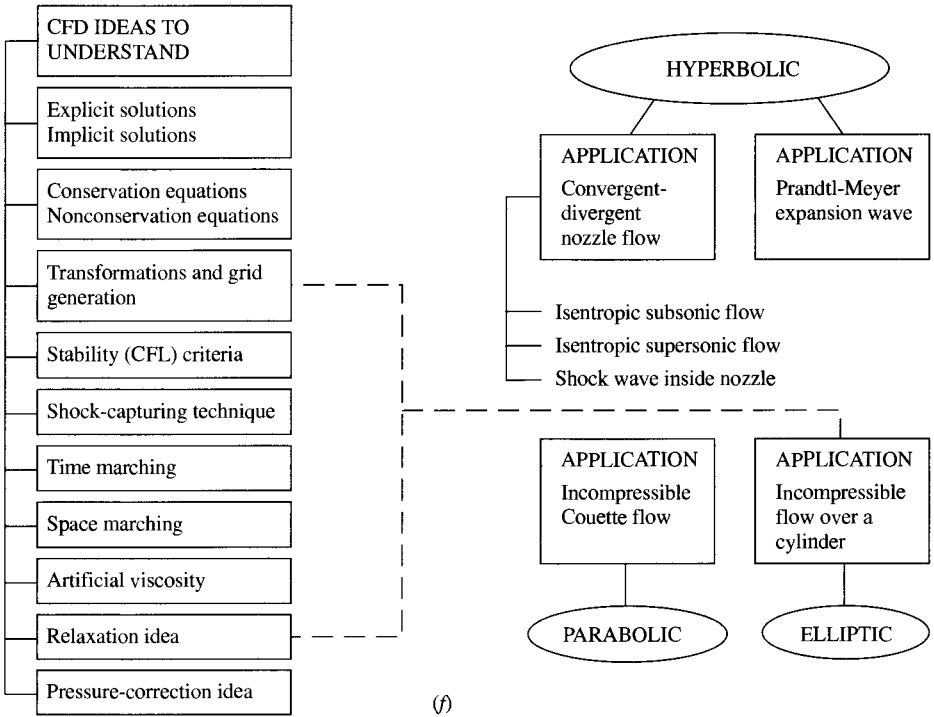 CFD IDEAS TO
UNDERSTAND
Explicit solutions
Implicit solutions
Conservation equations
Nonconservation equations
Transformations and grid
generation
Stability (CFL) criteria
Shock-capturing technique
Time marching
Space marching
Artificial viscosity
Relaxation idea
Pressure-correction idea
HYPERBOLIC
APPLICATION
Convergent-
divergent
nozzle flow
APPLICATION
Prandtl-Meyer
expansion wave
Isentropic subsonic flow
Isentropic supersonic flow
Shock wave inside nozzle
APPLICATION
Incompressible
Couette flow
APPLICATION
Incompressible
flow over a
cylinder
PARABOLIC
ELLIPTIC
(f)